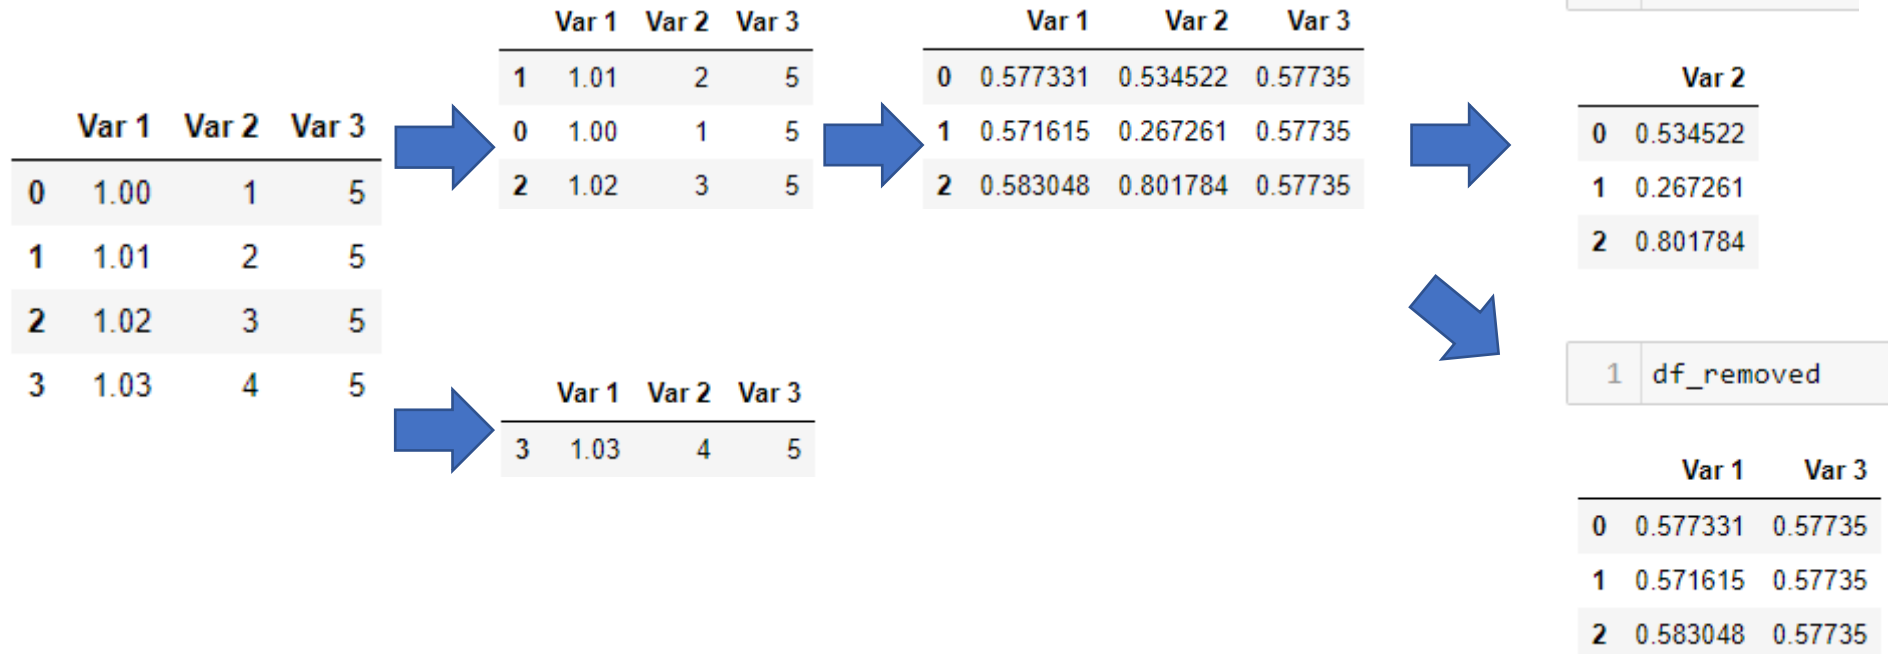 Var 1 Var 2 Var 3
0 1.00 1 5
1 1.01 2 5
2 1.02 3 5
3 1.03 4 5
Var 1 Var 2 Var 3
1 1.01 2 5
0 1.00 1 5
2 1.02 3 5
Var 1 Var 2 Var 3
3 1.03 4 5
Var 1 Var 2 Var 3
0 0.577331 0.534522 0.57735
1 0.571615 0.267261 0.57735
2 0.583048 0.801784 0.57735
Var 2
0 0.534522
1 0.267261
2 0.801784
1 df_removed
Var 1 Var 3
0 0.577331 0.57735
1 0.571615 0.57735
2 0.583048 0.57735